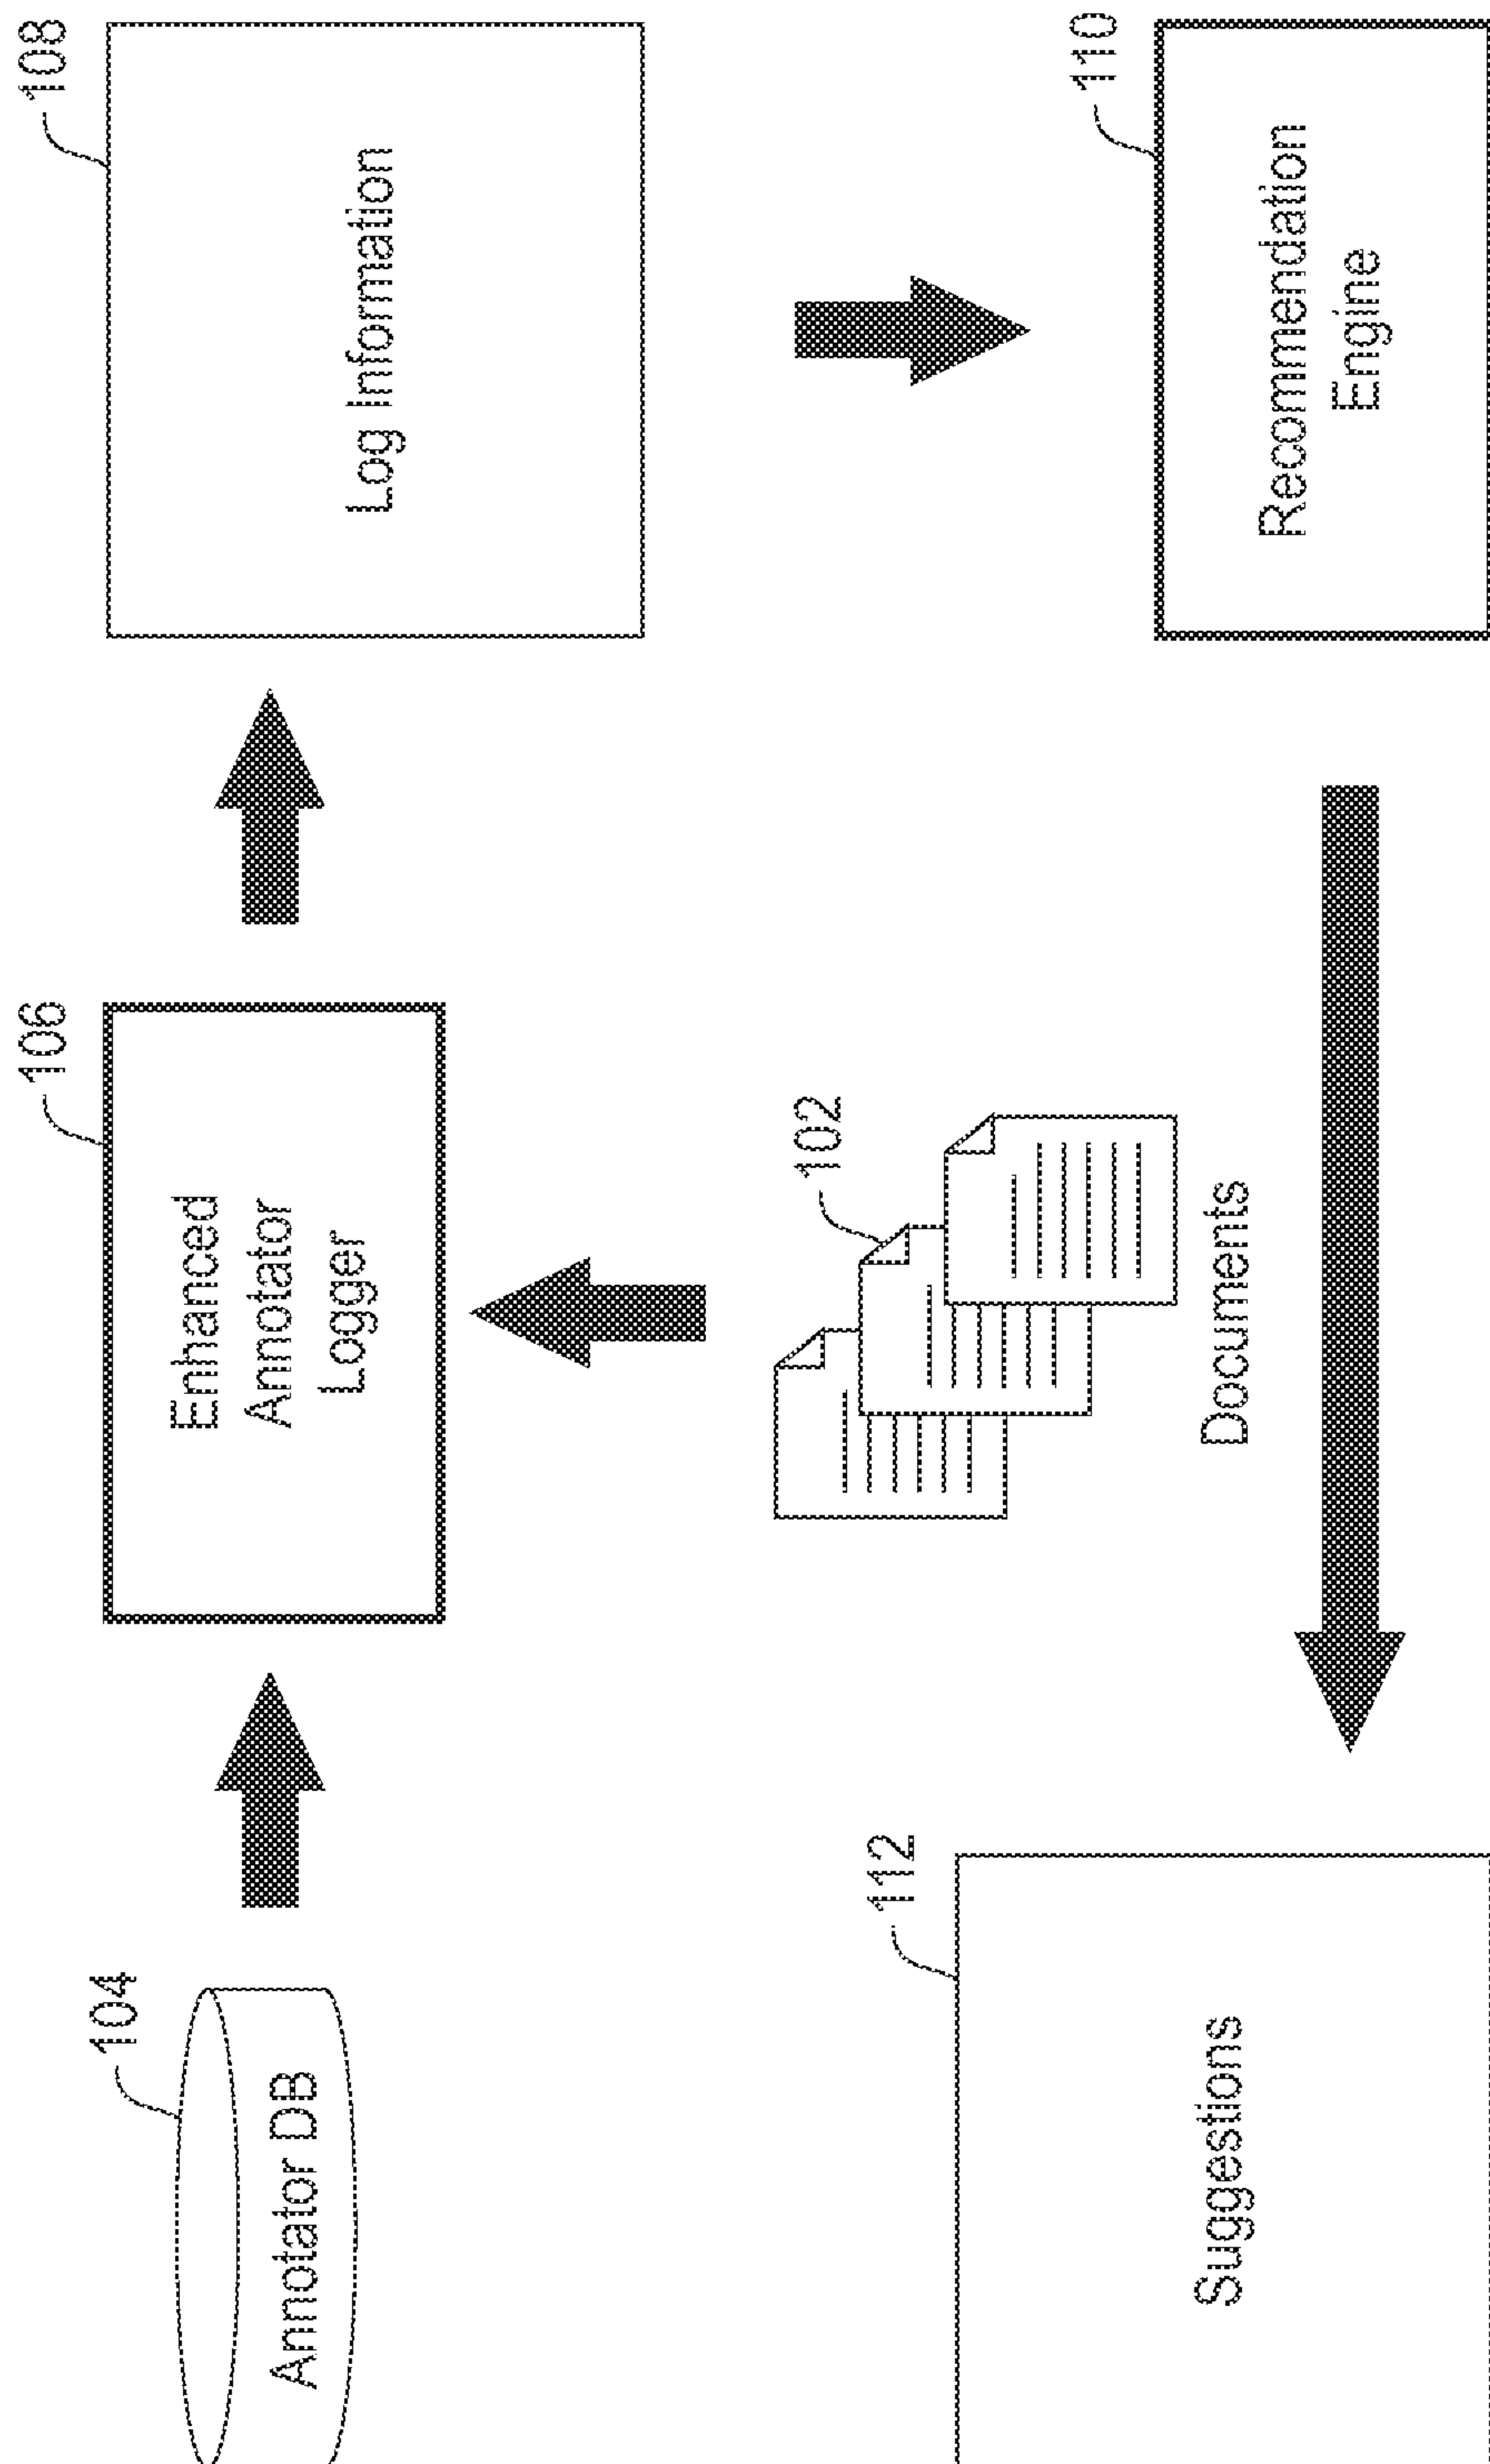 104
Annotator DB
106
Enhanced
Annotator
Logger
108
Log Information
102
Documents
112
Suggestions
110
Recommendation
Engine